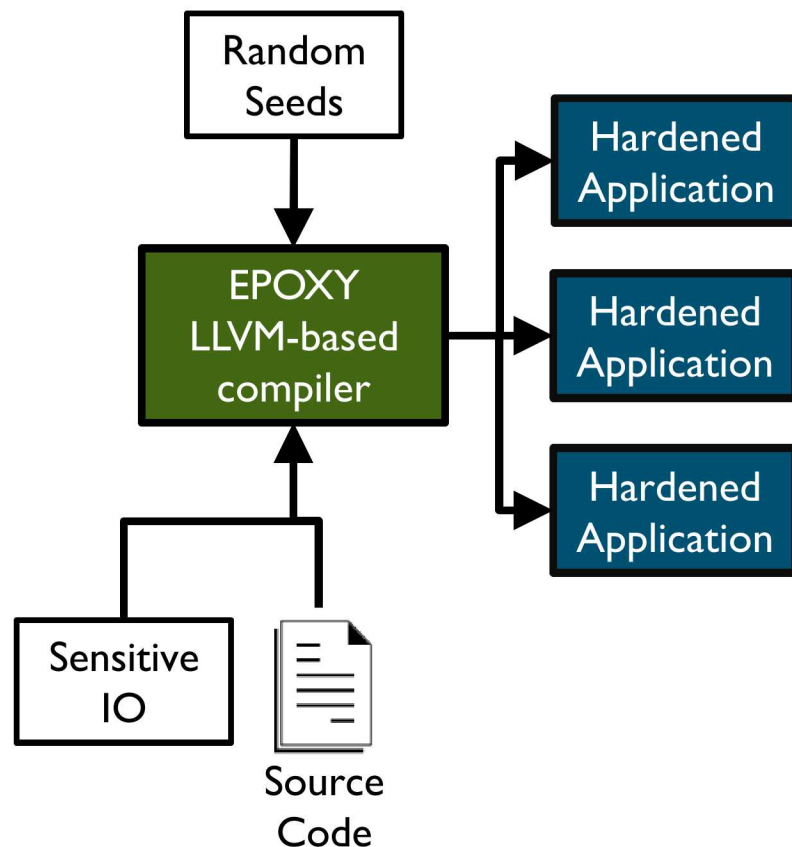 Random
Seeds
Hardened
Application
EPOXY
LLVM-based
compiler
Hardened
Application
Hardened
Application
Sensitive
IO
Source
Code